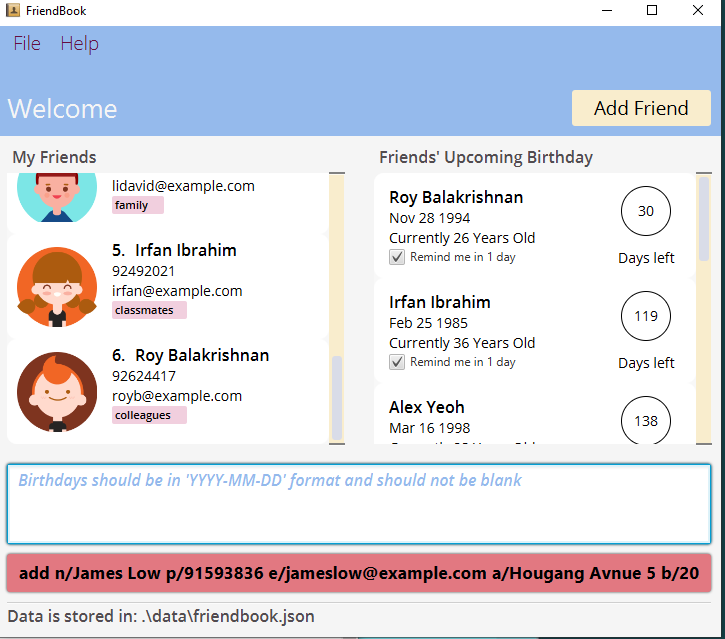 FriendBook
File Help
Welcome
Add Friend
My Friends
lidavid@example.com
family
5. Irfan Ibrahim
92492021
irfan@example.com
classmates
6. Roy Balakrishnan
92624417
royb@example.com
colleagues
Friends' Upcoming Birthday
Roy Balakrishnan
Nov 28 1994
Currently 26 Years Old
Remind me in 1 day
30
Days left
Irfan Ibrahim
Feb 25 1985
Currently 36 Years Old
Remind me in 1 day
119
Days left
Alex Yeoh
Mar 16 1998
138
Birthdays should be in 'YYYY-MM-DD' format and should not be blank
add n/James Low p/91593836 e/jameslow@example.com a/Hougang Avnue 5 b/20
Data is stored in: .\data\friendbook.json